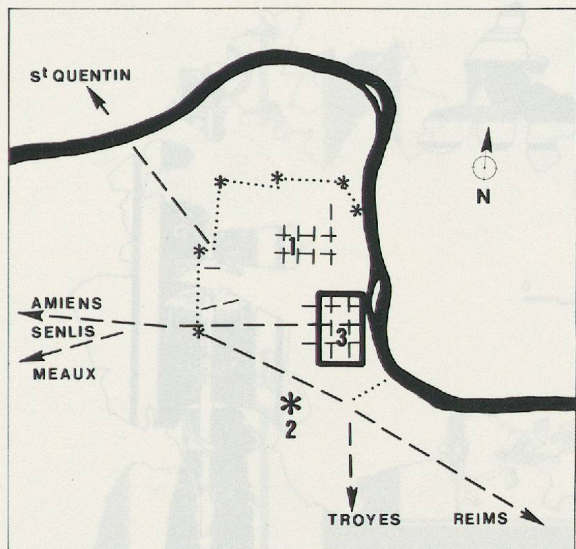 St QUENTIN
N
1
AMIENS
SENLIS
3
MEAUX
2
TROYES REIMS